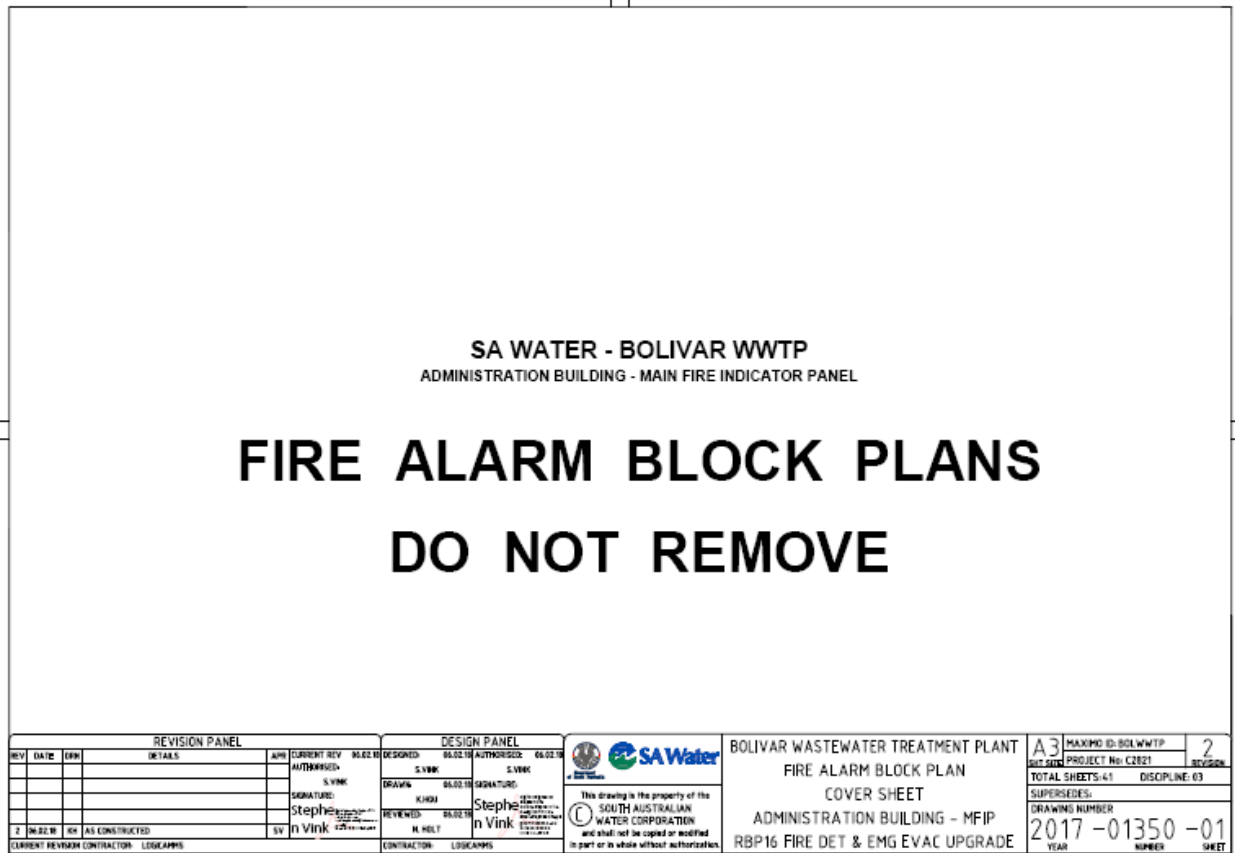 SA WATER - BOLIVAR WWTP
ADMINISTRATION BUILDING - MAIN FIRE INDICATOR PANEL
FIRE ALARM BLOCK PLANS
DO NOT REMOVE
REVISION PANEL
REV DATE DRN DETAILS APR
2 06.02.18 KH AS CONSTRUCTED SV
CURRENT REVISION CONTRACTOR: LOGICAMMS
CURRENT REV 06.02.18
AUTHORISED:
S.VINK
SIGNATURE:
Stephe
n Vink
DESIGN PANEL
DESIGNED: 06.02.18 AUTHORISED: 06.02.18
S.VINK S.VINK
DRAWN: 06.02.18 SIGNATURE:
K.HOU
Stephe
n Vink
REVIEWED: 06.02.18
M. HOLT
CONTRACTOR: LOGICAMMS
SA Water
This drawing is the property of the
© SOUTH AUSTRALIAN
WATER CORPORATION
and shall not be copied or modified
in part or in whole without authorization.
BOLIVAR WASTEWATER TREATMENT PLANT
FIRE ALARM BLOCK PLAN
COVER SHEET
ADMINISTRATION BUILDING - MFIP
RBP16 FIRE DET & EMG EVAC UPGRADE
A3
SHT SIZE
MAXIMO ID: BOLWWTP
PROJECT No: C2821
2
REVISION
TOTAL SHEETS: 41 DISCIPLINE: 03
SUPERSEDES:
DRAWING NUMBER
2017 -01350 -01
YEAR NUMBER SHEET